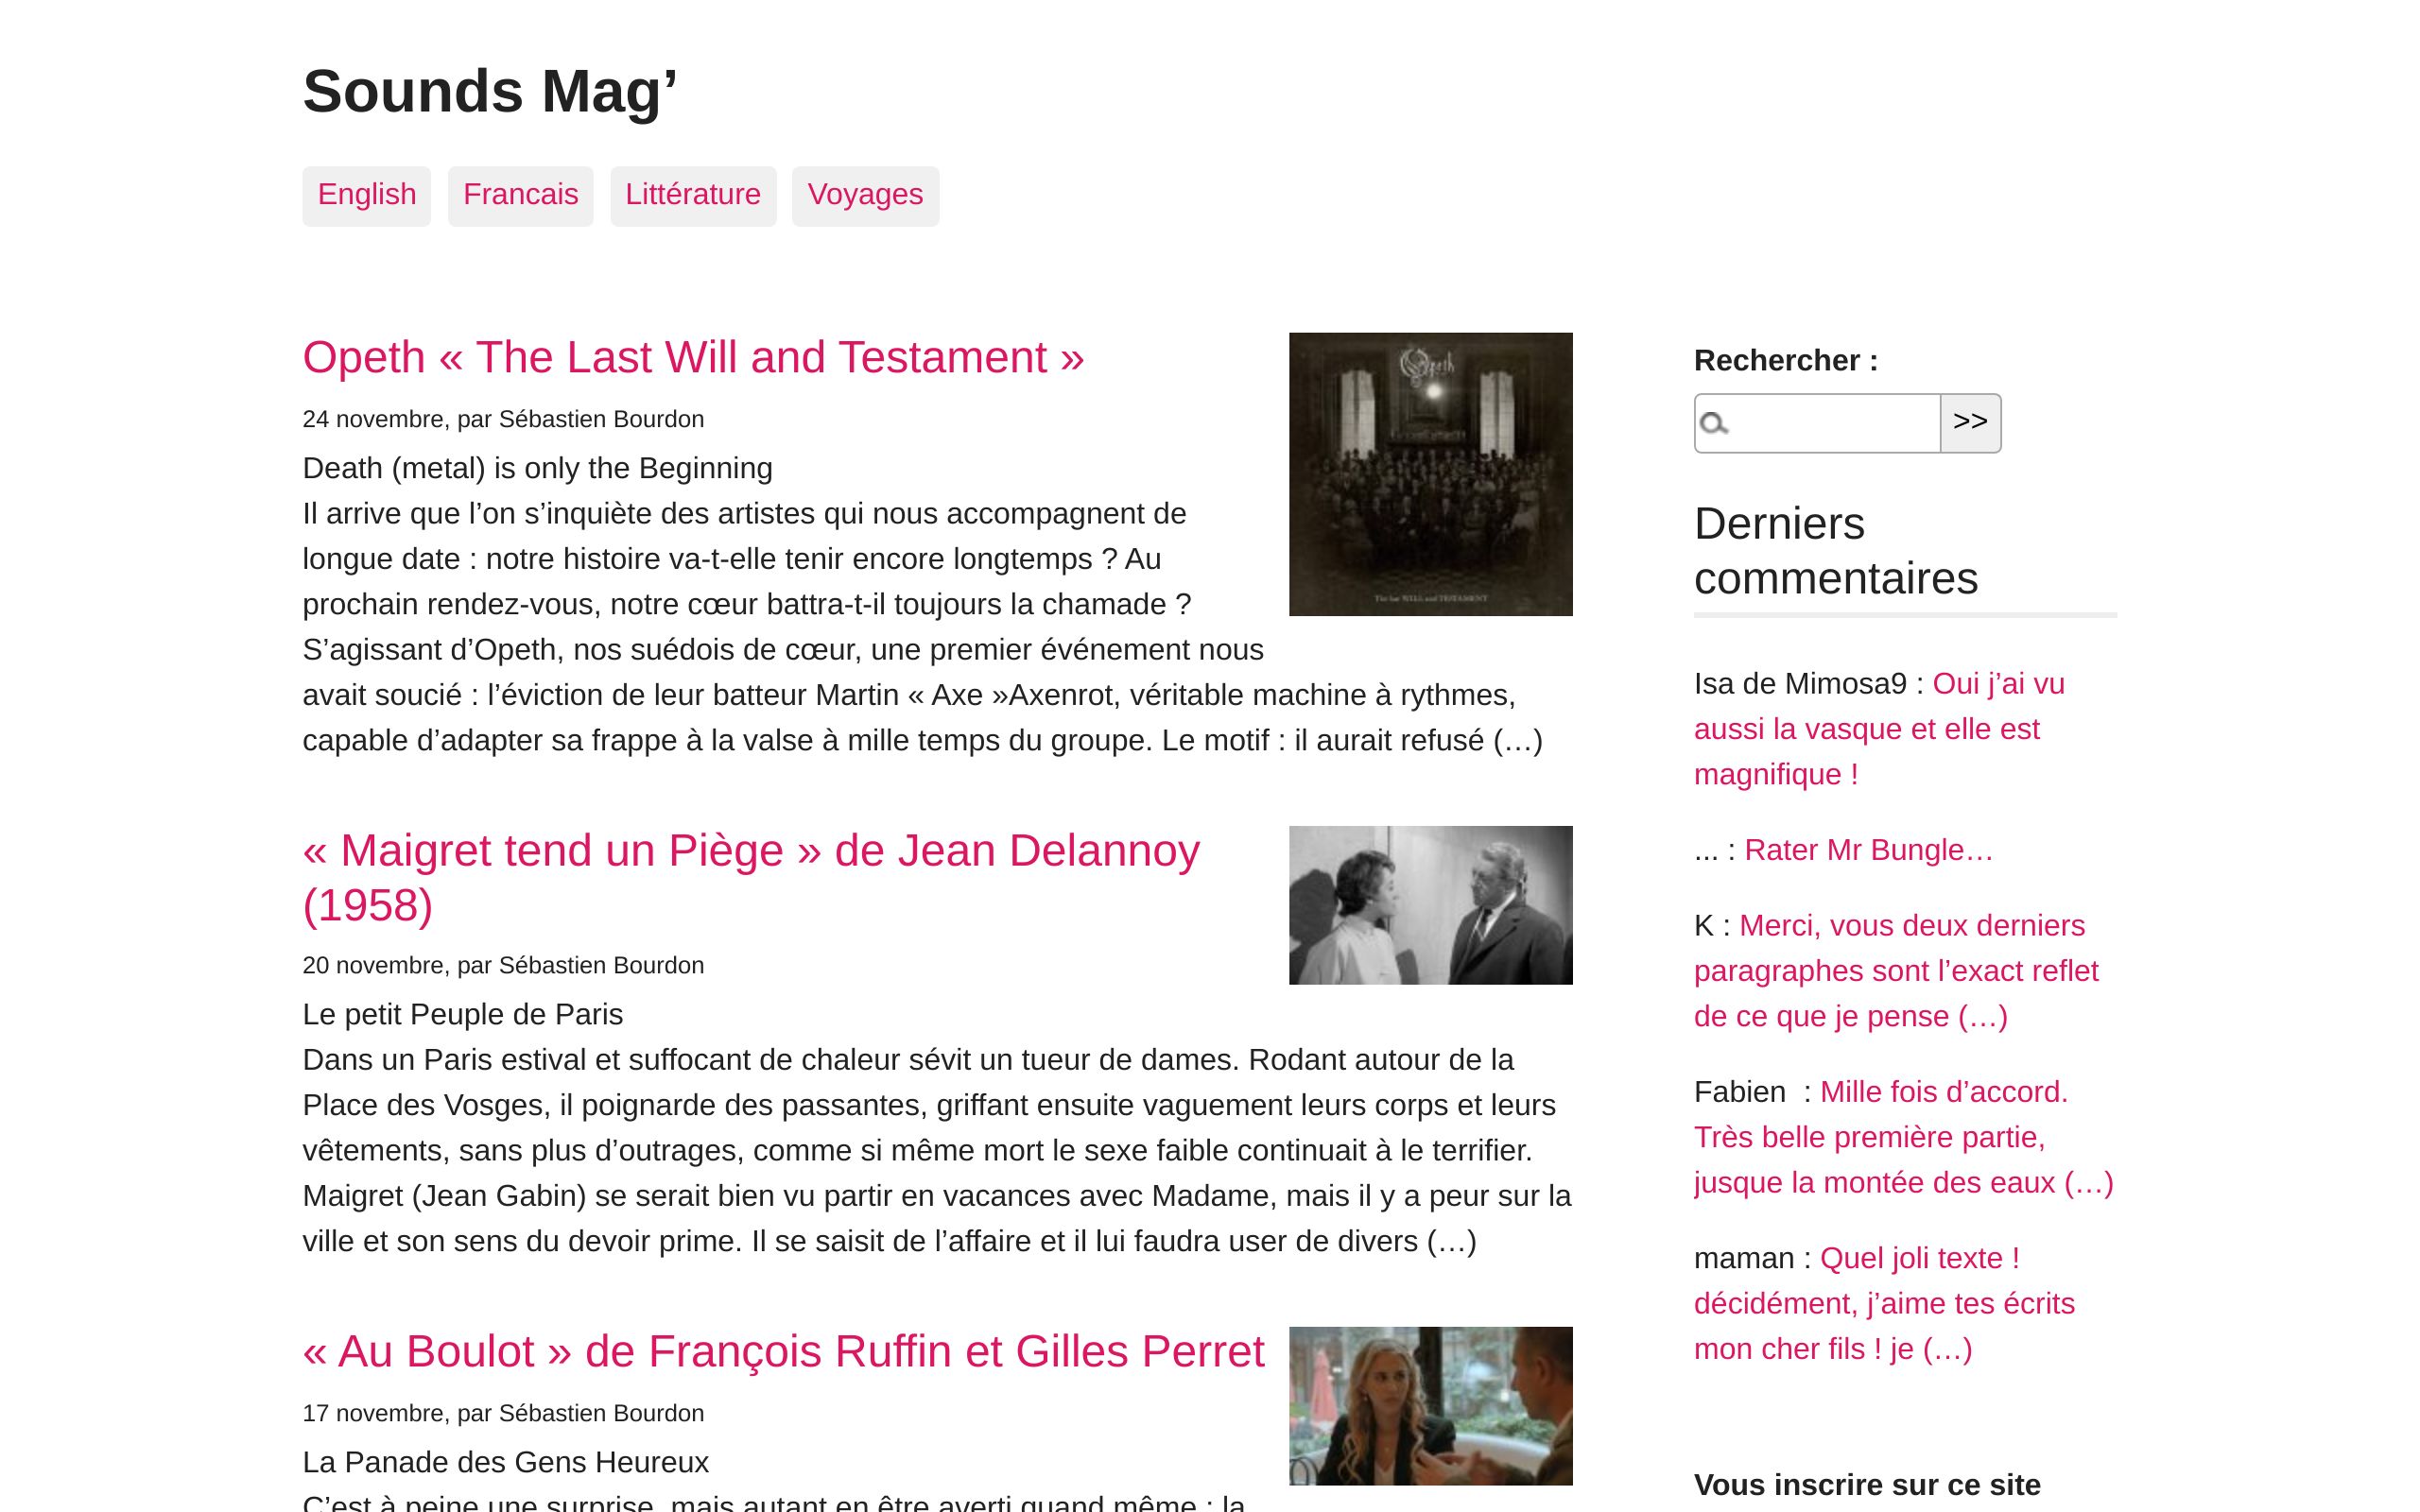 Sounds Mag’
English Francais Littérature Voyages
Opeth « The Last Will and Testament »
24 novembre, par Sébastien Bourdon
Death (metal) is only the Beginning
Il arrive que l’on s’inquiète des artistes qui nous accompagnent de
longue date : notre histoire va-t-elle tenir encore longtemps ? Au
prochain rendez-vous, notre cœur battra-t-il toujours la chamade ?
S’agissant d’Opeth, nos suédois de cœur, une premier événement nous
avait soucié : l’éviction de leur batteur Martin « Axe »Axenrot, véritable machine à rythmes,
capable d’adapter sa frappe à la valse à mille temps du groupe. Le motif : il aurait refusé (…)
Opeth
The last WILL and TESTAMENT
« Maigret tend un Piège » de Jean Delannoy
(1958)
20 novembre, par Sébastien Bourdon
Le petit Peuple de Paris
Dans un Paris estival et suffocant de chaleur sévit un tueur de dames. Rodant autour de la
Place des Vosges, il poignarde des passantes, griffant ensuite vaguement leurs corps et leurs
vêtements, sans plus d’outrages, comme si même mort le sexe faible continuait à le terrifier.
Maigret (Jean Gabin) se serait bien vu partir en vacances avec Madame, mais il y a peur sur la
ville et son sens du devoir prime. Il se saisit de l’affaire et il lui faudra user de divers (…)
« Au Boulot » de François Ruffin et Gilles Perret
17 novembre, par Sébastien Bourdon
La Panade des Gens Heureux
C’est à peine une surprise, mais autant en être averti quand même : la
Rechercher :
>>
Derniers
commentaires
Isa de Mimosa9 : Oui j’ai vu
aussi la vasque et elle est
magnifique !
... : Rater Mr Bungle…
K : Merci, vous deux derniers
paragraphes sont l’exact reflet
de ce que je pense (…)
Fabien  : Mille fois d’accord.
Très belle première partie,
jusque la montée des eaux (…)
maman : Quel joli texte !
décidément, j’aime tes écrits
mon cher fils ! je (…)
Vous inscrire sur ce site